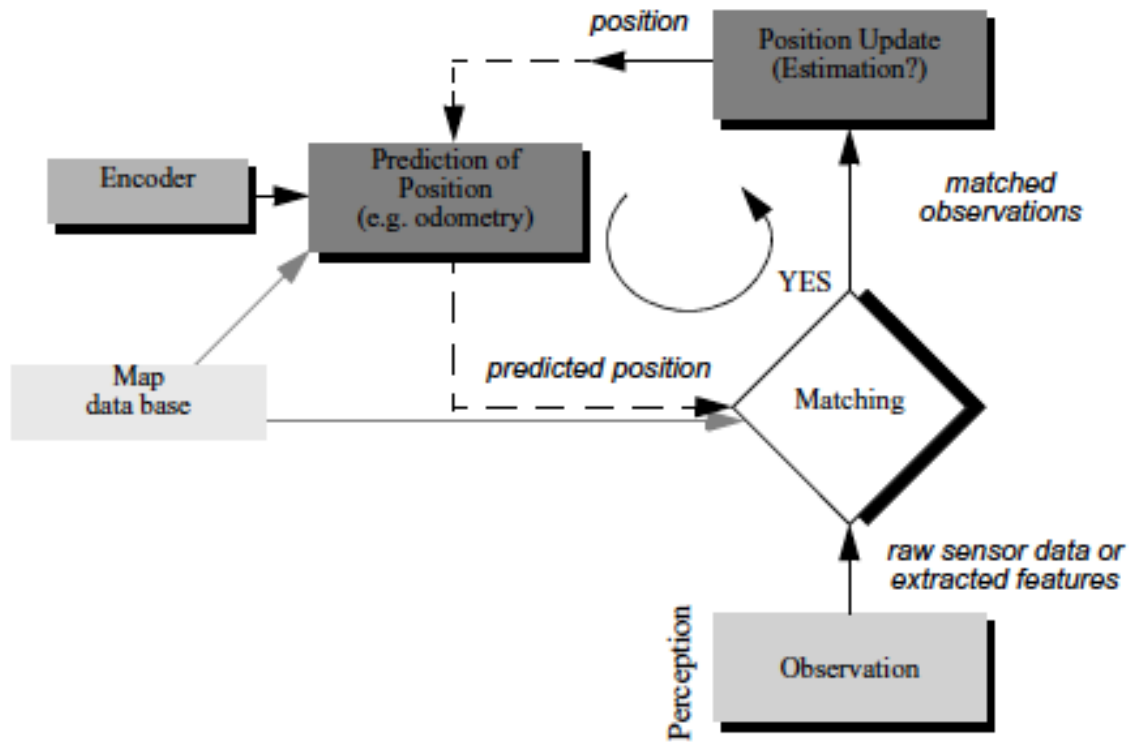 position
Position Update
(Estimation?)
Encoder
Prediction of
Position
(e.g. odometry)
matched
observations
YES
predicted position
Map
data base
Matching
raw sensor data or
extracted features
Perception
Observation